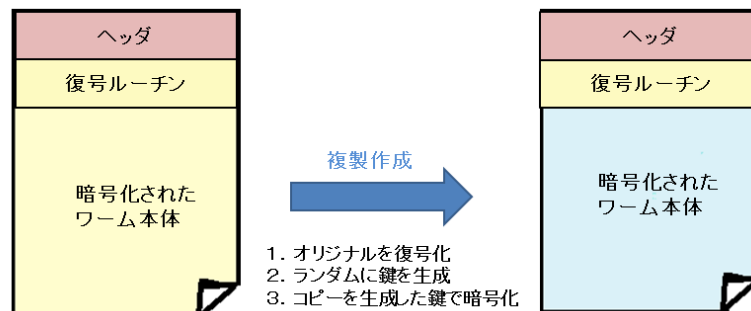 ヘッダ
復号ルーチン
暗号化された
ワーム本体
複製作成
1. オリジナルを復号化
2. ランダムに鍵を生成
3. コピーを生成した鍵で暗号化
ヘッダ
復号ルーチン
暗号化された
ワーム本体